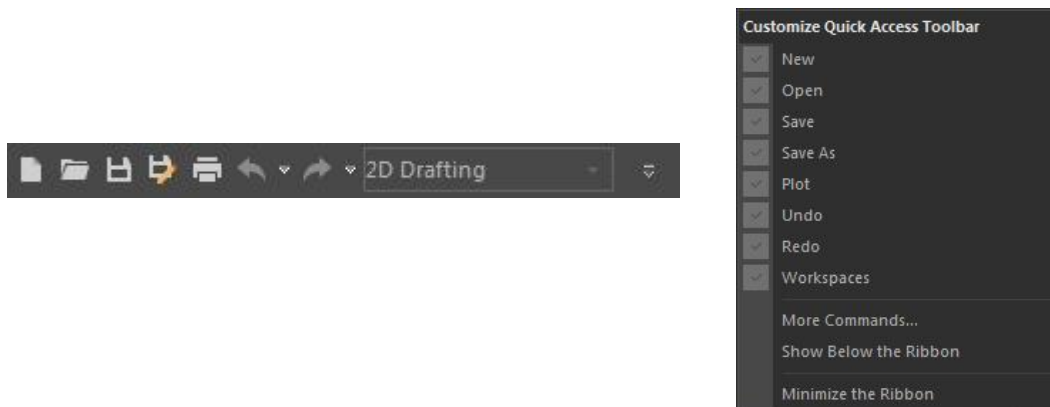 2D Drafting
Customize Quick Access Toolbar
New
Open
Save
Save As
Plot
Undo
Redo
Workspaces
More Commands...
Show Below the Ribbon
Minimize the Ribbon